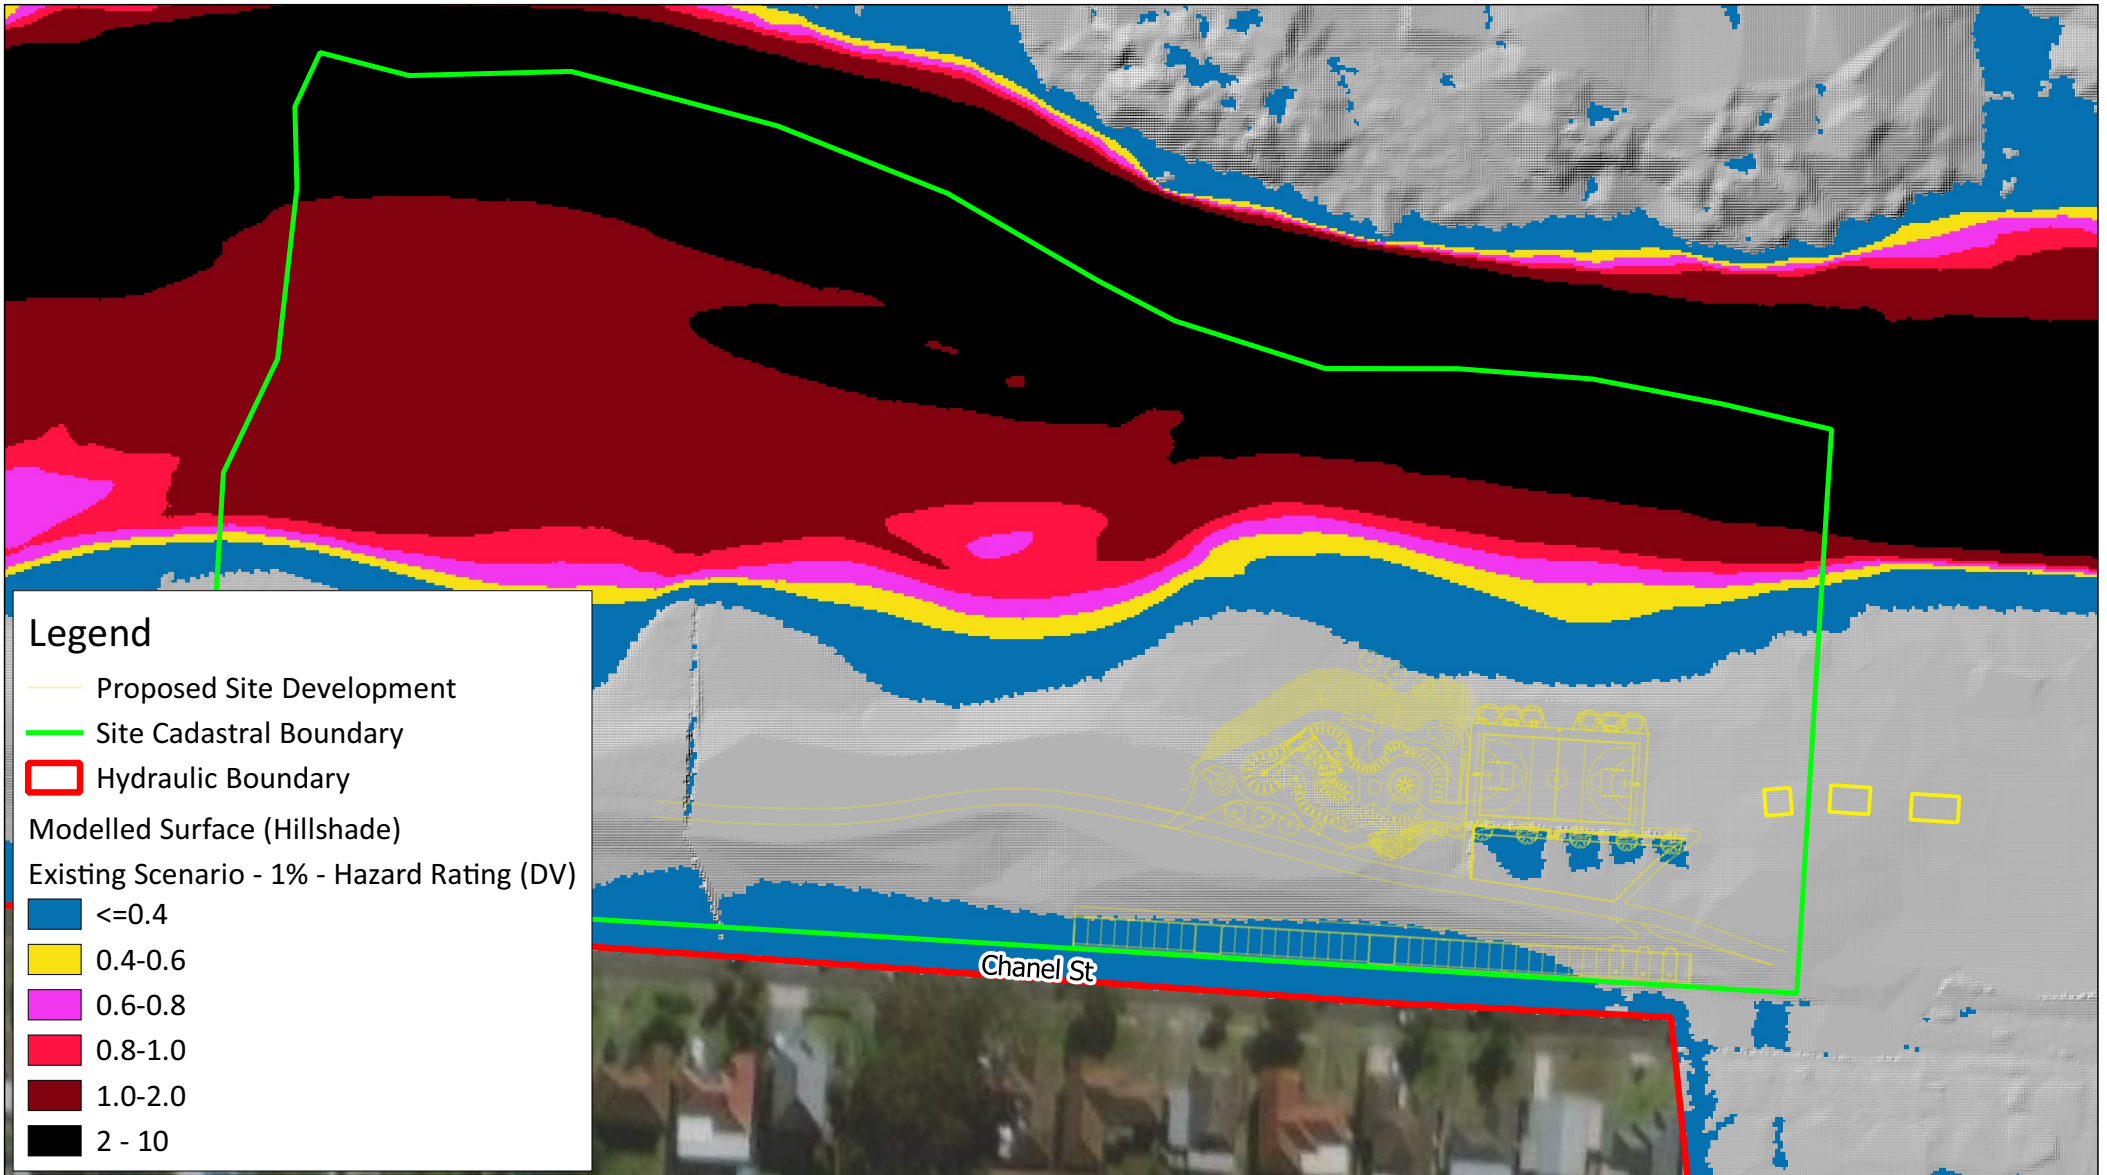 Chanel St
Legend
Proposed Site Development
Site Cadastral Boundary
Hydraulic Boundary
Modelled Surface (Hillshade)
Existing Scenario - 1% - Hazard Rating (DV)
<=0.4
0.4-0.6
0.6-0.8
0.8-1.0
1.0-2.0
2 - 10